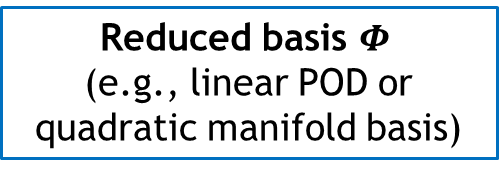 Reduced basis Φ
(e.g., linear POD or
quadratic manifold basis)